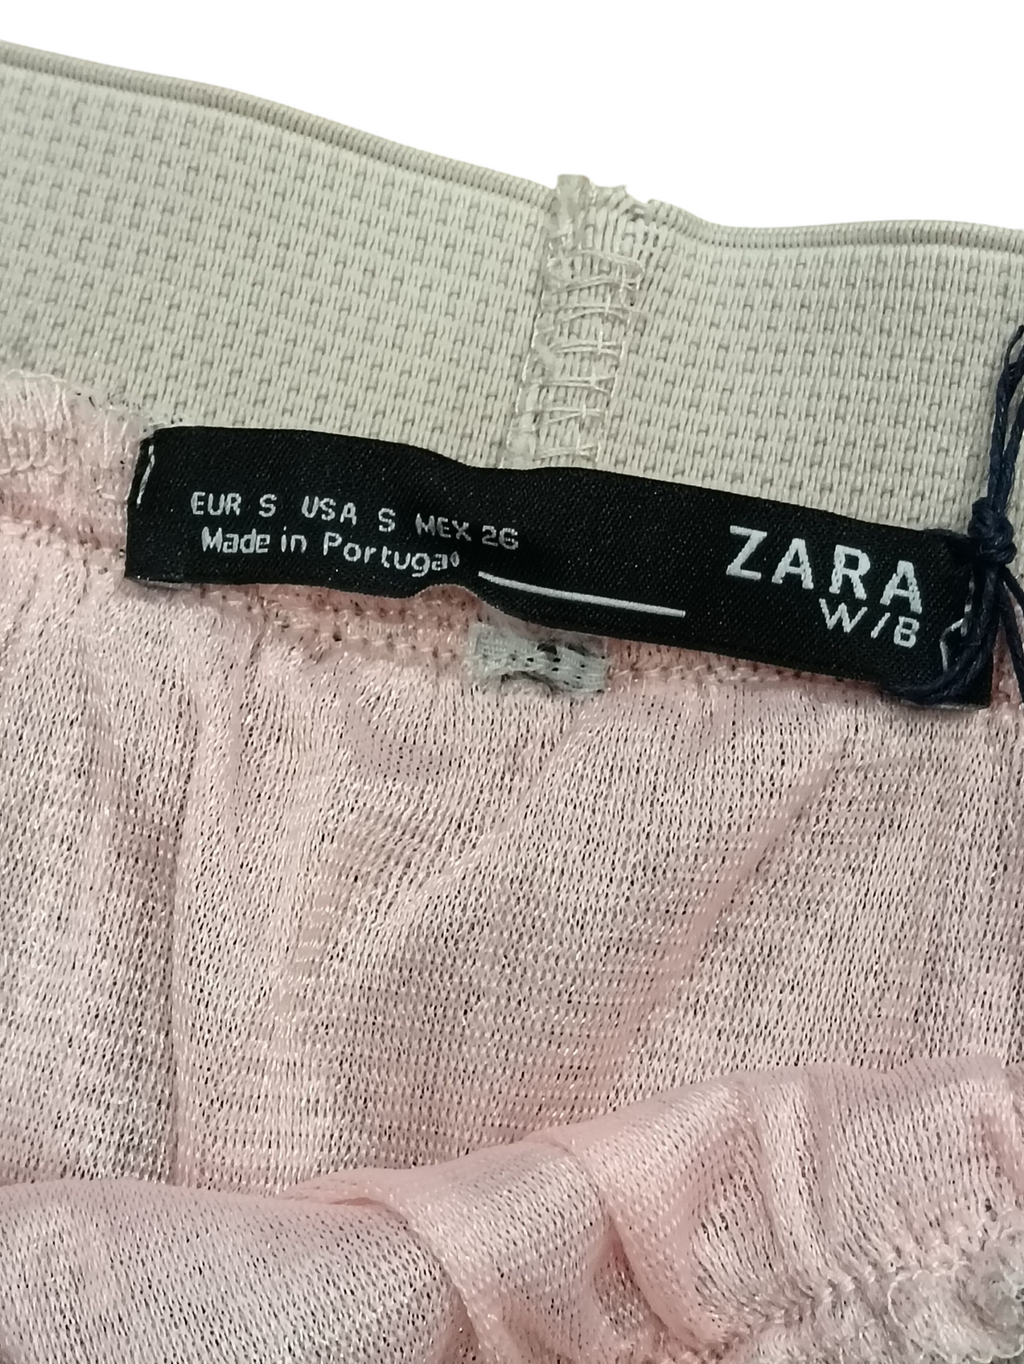 EUR S USA S MEX 26
Made in Portugal
ZARA
W/B